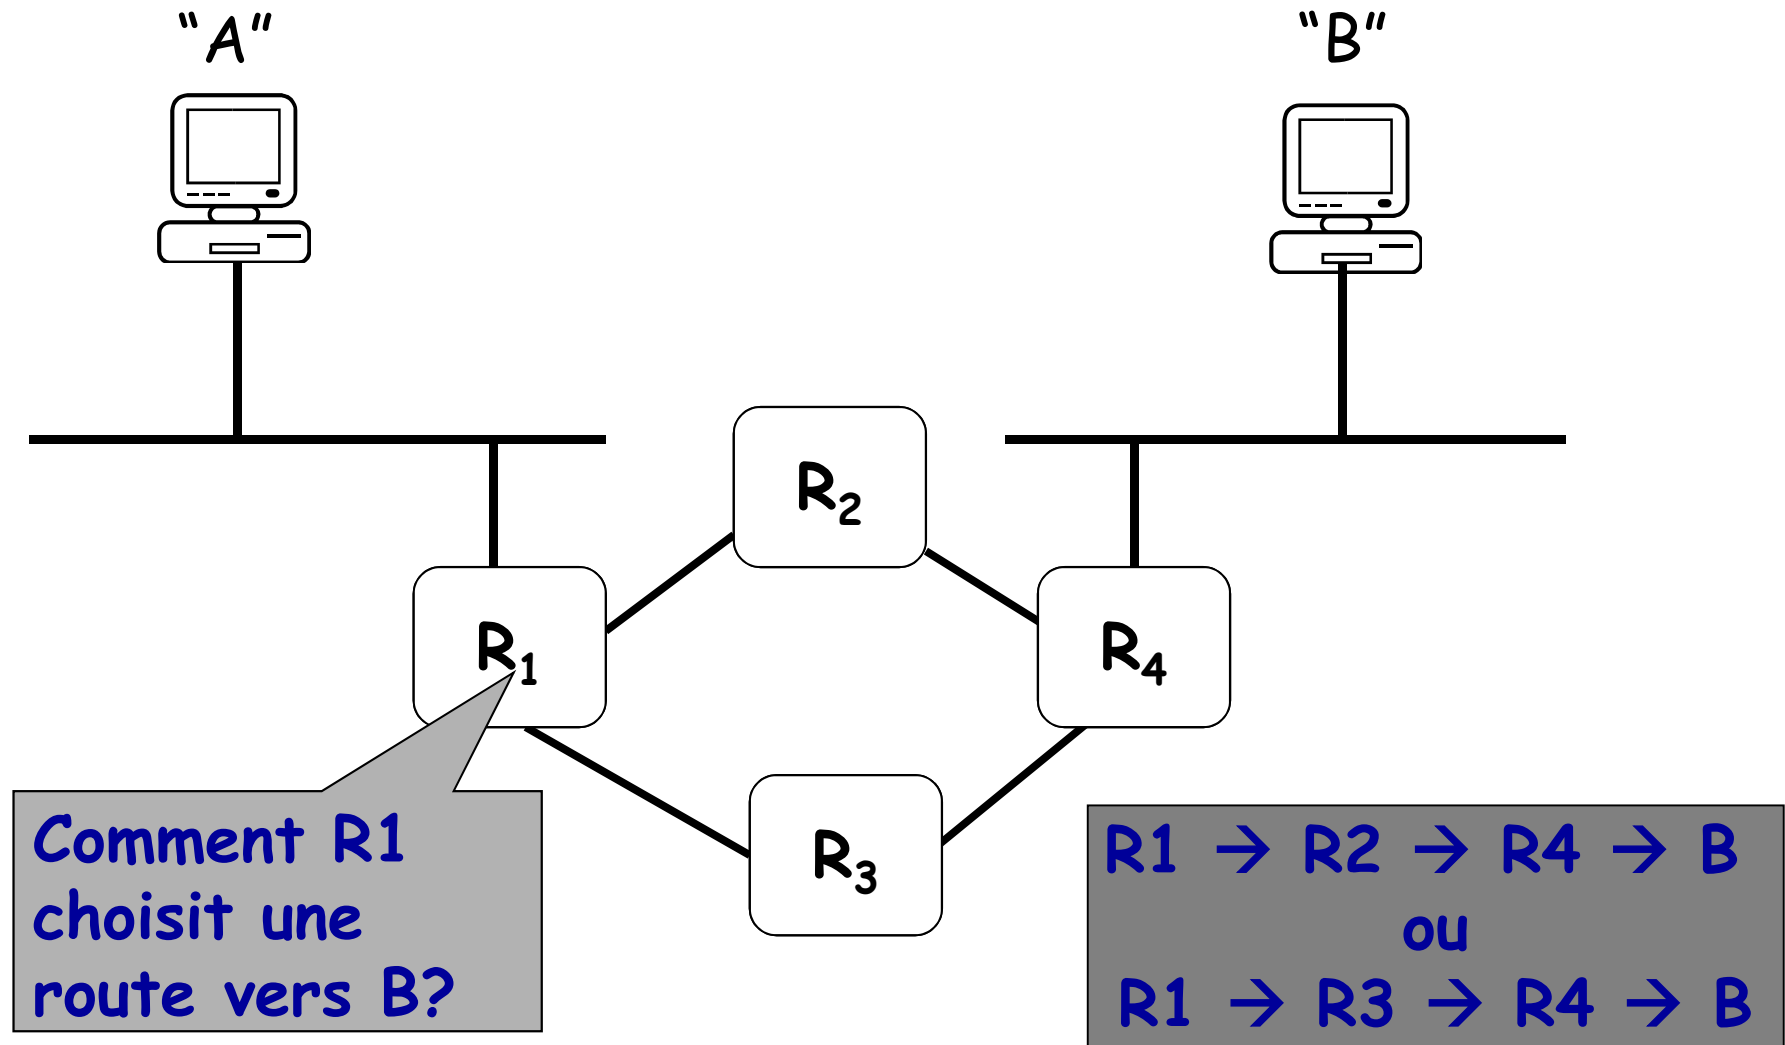 “A”
“B”
R2
R1
R4
R3
Comment R1
choisit une
route vers B?
R1 → R2 → R4 → B
ou
R1 → R3 → R4 → B